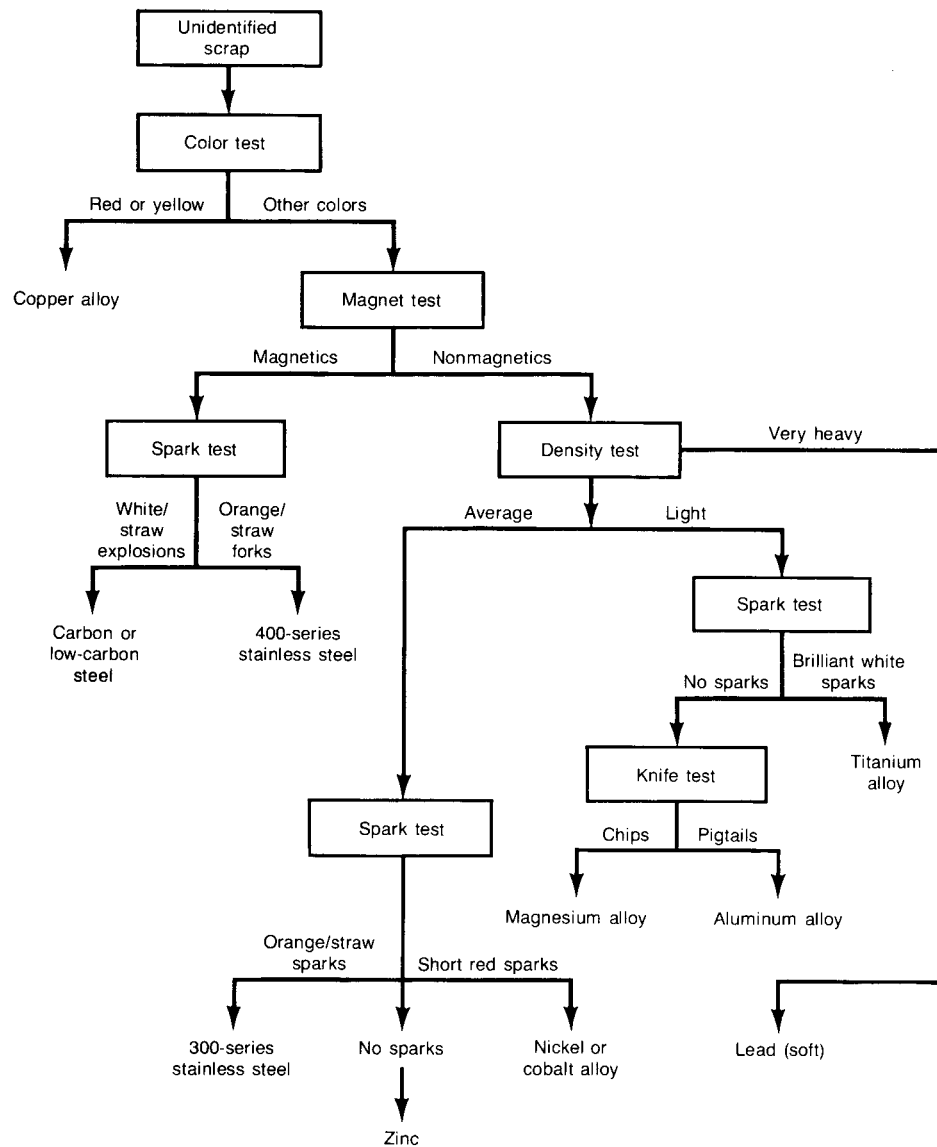 Unidentified
scrap
Color test
Red or yellow
Other colors
Copper alloy
Magnet test
Magnetics
Nonmagnetics
Spark test
Density test
Very heavy
White/
straw
explosions
Orange/
straw
forks
Average
Light
Carbon or
low-carbon
steel
400-series
stainless steel
Spark test
No sparks
Brilliant white
sparks
Knife test
Titanium
alloy
Spark test
Chips
Pigtails
Magnesium alloy
Aluminum alloy
Orange/straw
sparks
Short red sparks
300-series
stainless steel
No sparks
Nickel or
cobalt alloy
Lead (soft)
Zinc